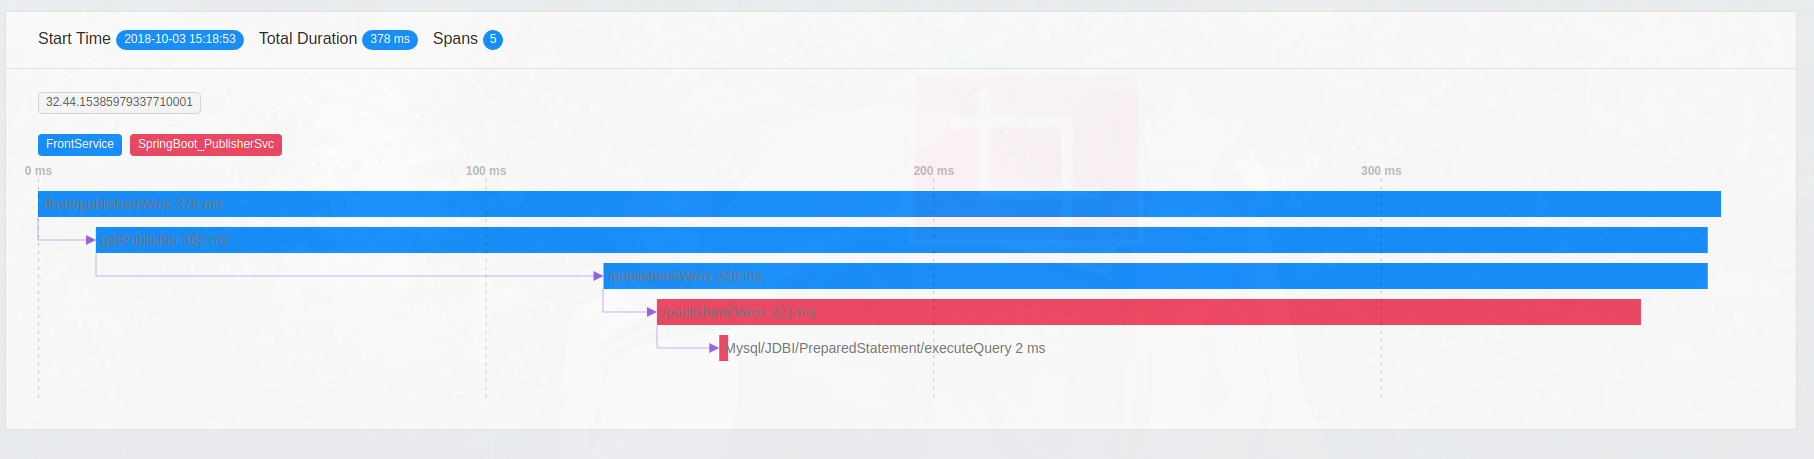 Start Time 2018-10-03 15:18:53 Total Duration 378 ms Spans 5
32.44.15385979337710001
FrontService SpringBoot_PublisherSvc
0 ms 100 ms 200 ms 300 ms
/front/publisher/Wrox 376 ms
getPublisher 362 ms
/publishers/Wrox ms
/publishers/Wrox 221 ms
Mysql/JDBI/PreparedStatement/executeQuery 2 ms